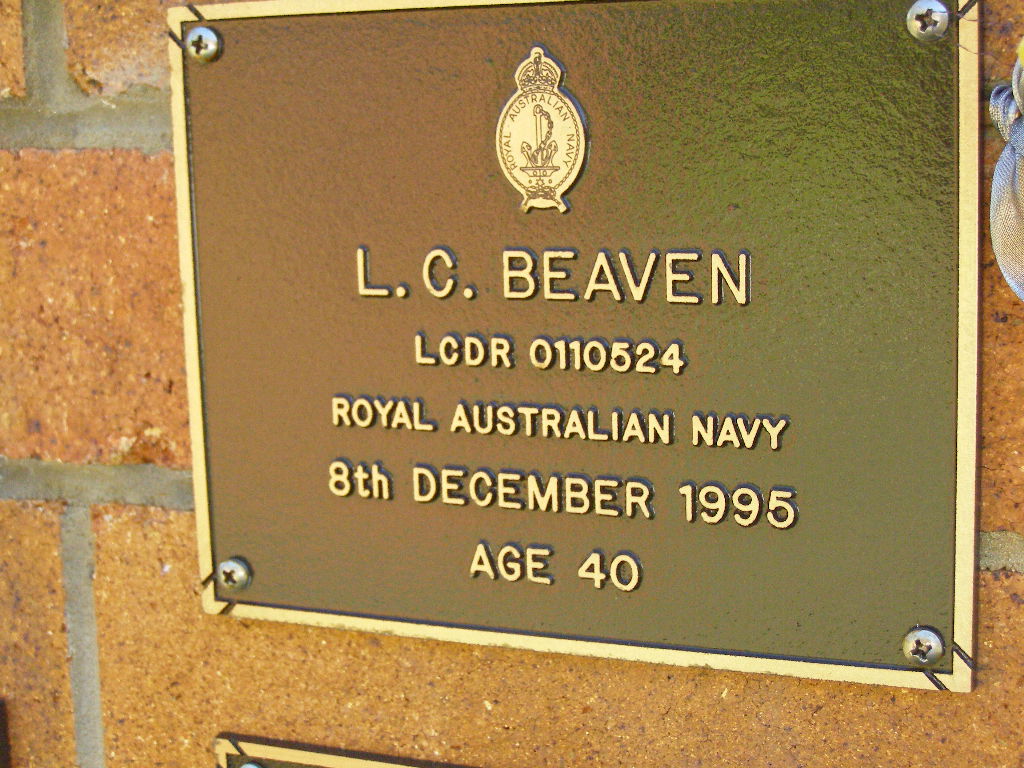 ROYAL AUSTRALIAN NAVY
L. C. BEAVEN
LCDR 0110524
ROYAL AUSTRALIAN NAVY
8th DECEMBER 1995
AGE 40